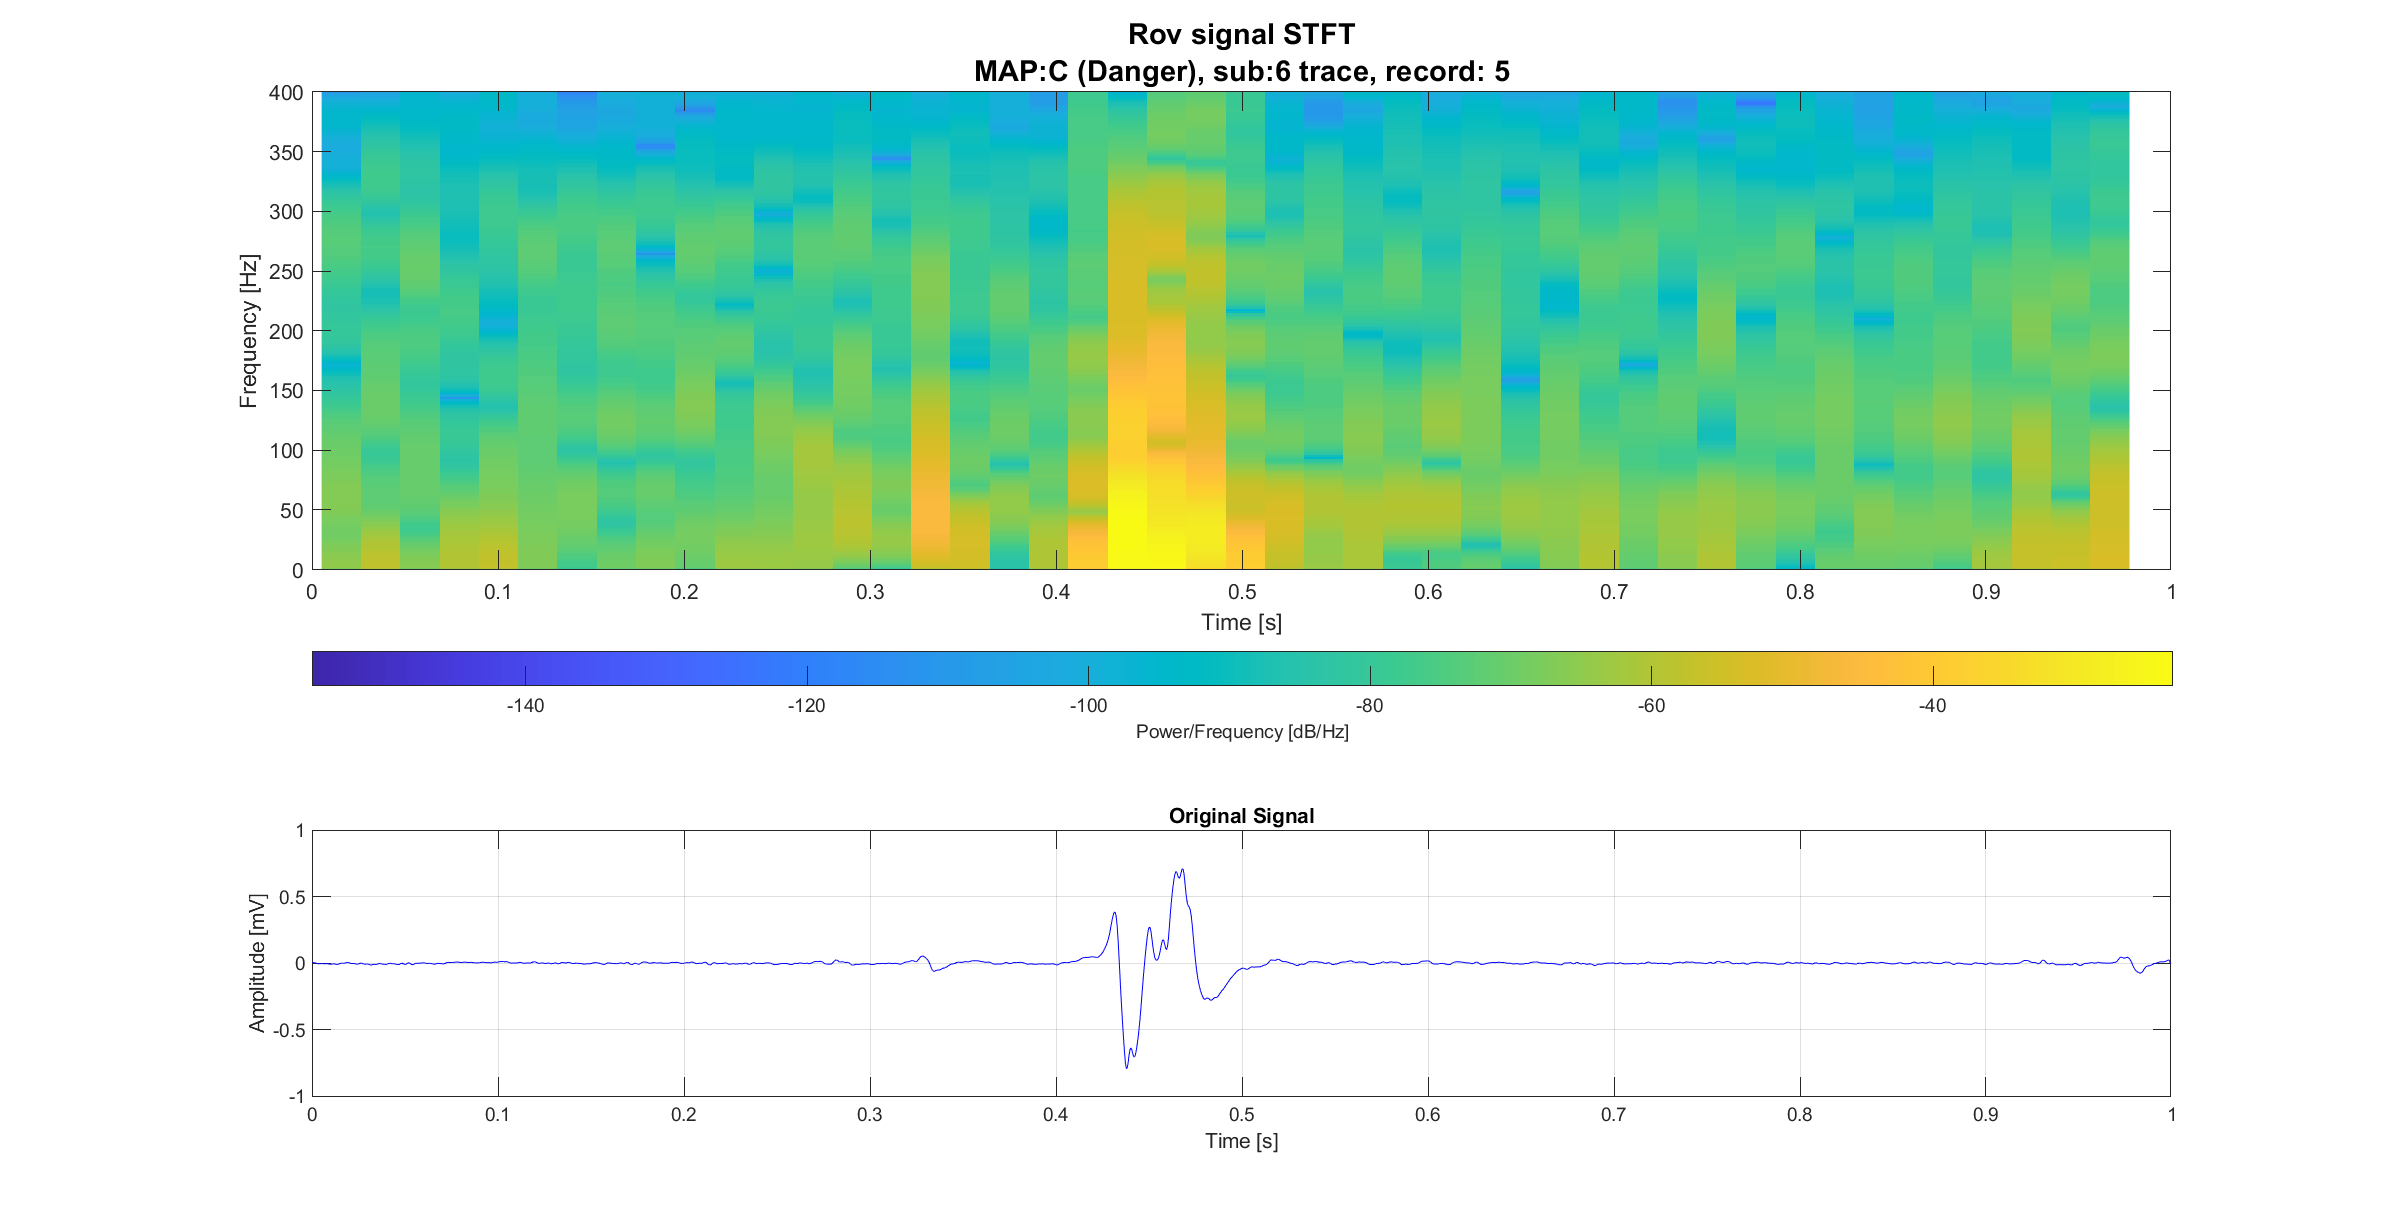 Rov signal STFT
MAP:C (Danger), sub:6 trace, record: 5
400
350
300
250
200
150
100
50
0
Frequency [Hz]
0 0.1 0.2 0.3 0.4 0.5 0.6 0.7 0.8 0.9 1
Time [s]
-140 -120 -100 -80 -60 -40
Power/Frequency [dB/Hz]
Original Signal
1
0.5
0
-0.5
-1
Amplitude [mV]
0 0.1 0.2 0.3 0.4 0.5 0.6 0.7 0.8 0.9 1
Time [s]